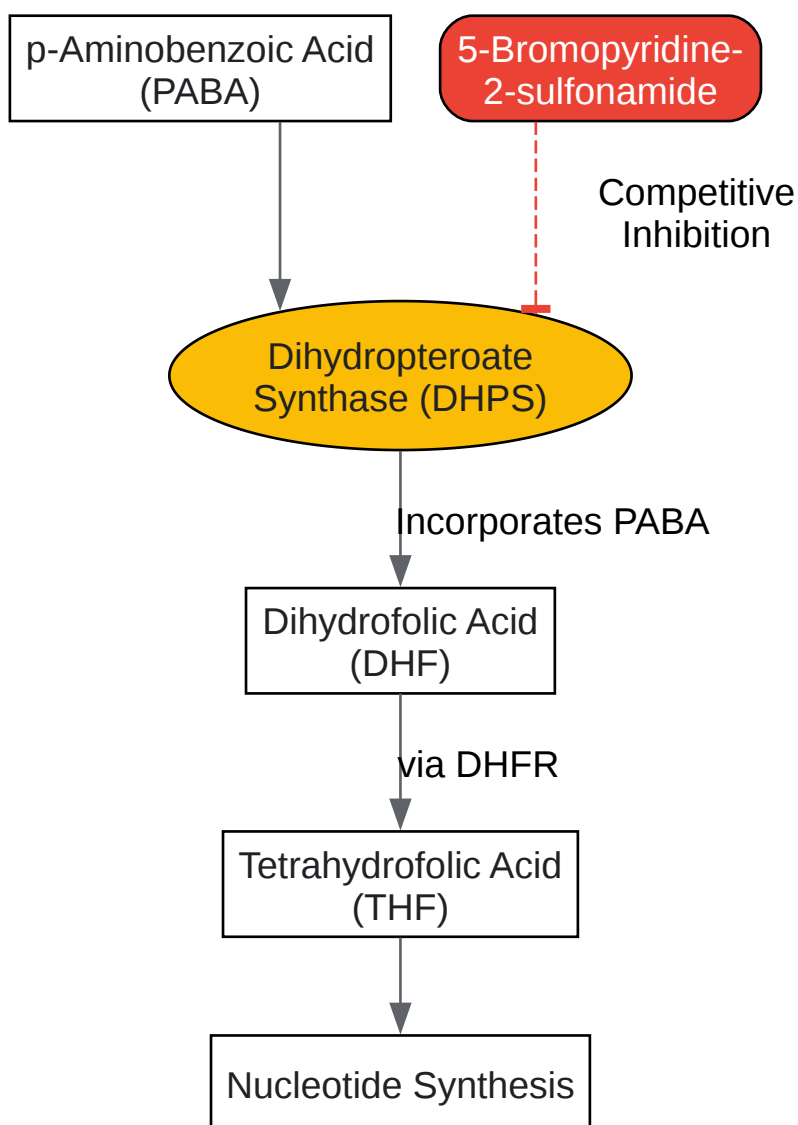 p-Aminobenzoic Acid
(PABA)
5-Bromopyridine-
2-sulfonamide
Competitive
Inhibition
Dihydropteroate
Synthase (DHPS)
Incorporates PABA
Dihydrofolic Acid
(DHF)
via DHFR
Tetrahydrofolic Acid
(THF)
Nucleotide Synthesis